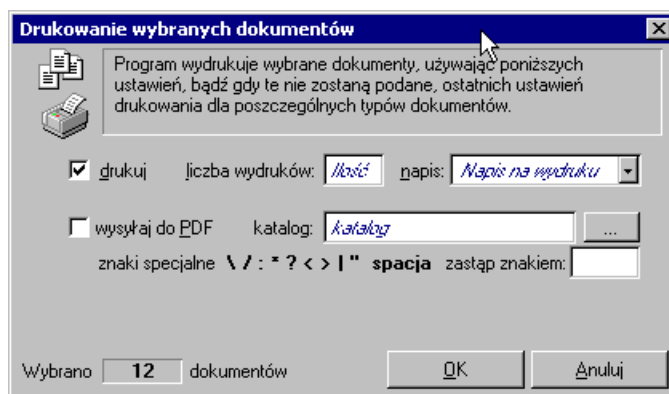 Drukowanie wybranych dokumentów
Program wydrukuje wybrane dokumenty, używając poniższych
ustawień, bądź gdy te nie zostaną podane, ostatnich ustawień
drukowania dla poszczególnych typów dokumentów.
drukuj liczba wydruków: Ilość napis: Napis na wydruku
wysyłaj do PDF katalog: katalog ...
znaki specjalne \ / : * ? < > | " spacja zastąp znakiem:
Wybrano 12 dokumentów OK Anuluj